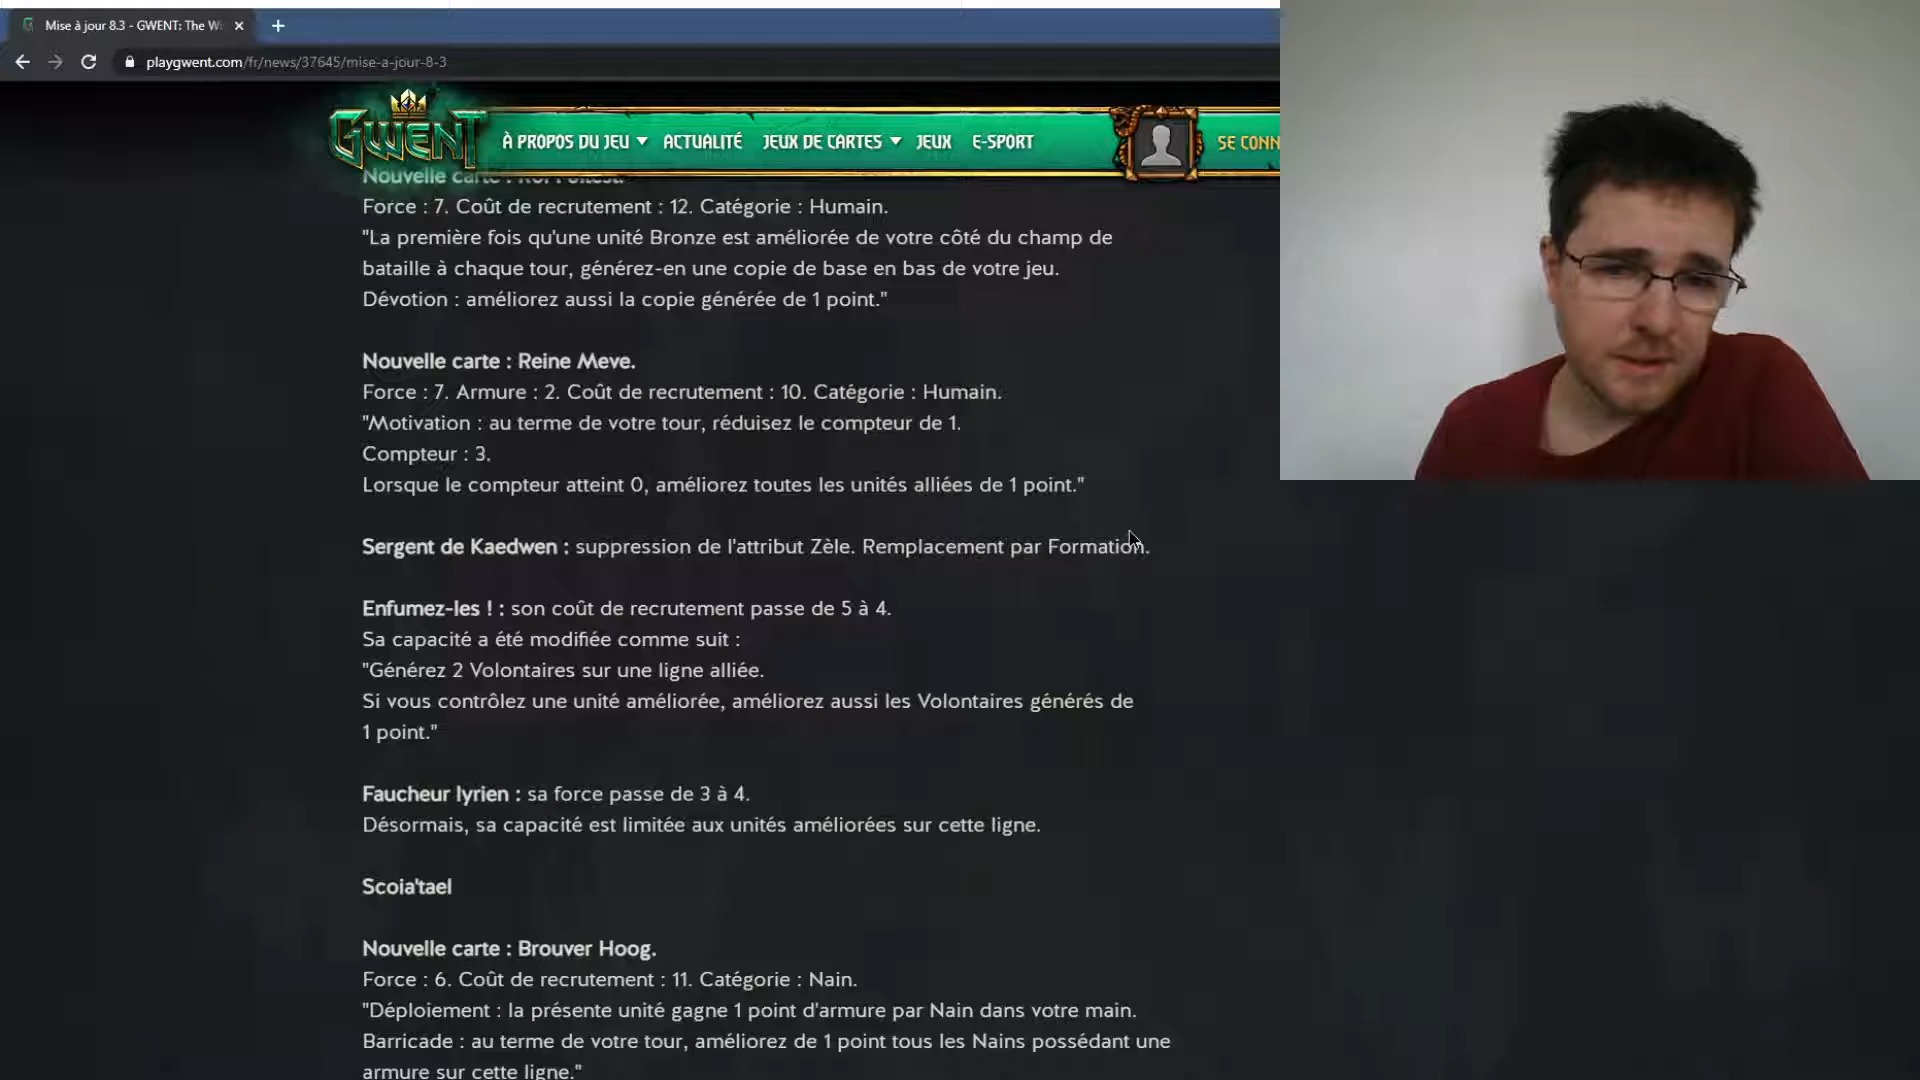 Mise à jour 8.3 - GWENT: The W
playgwent.com/fr/news/37645/mise-a-jour-8-3
GWENT
À PROPOS DU JEU
ACTUALITÉ
JEUX DE CARTES
JEUX
E-SPORT
SE CONN
Nouvelle carte : Roi Foltest.
Force : 7. Coût de recrutement : 12. Catégorie : Humain.
"La première fois qu'une unité Bronze est améliorée de votre côté du champ de
bataille à chaque tour, générez-en une copie de base en bas de votre jeu.
Dévotion : améliorez aussi la copie générée de 1 point."
Nouvelle carte : Reine Meve.
Force : 7. Armure : 2. Coût de recrutement : 10. Catégorie : Humain.
"Motivation : au terme de votre tour, réduisez le compteur de 1.
Compteur : 3.
Lorsque le compteur atteint 0, améliorez toutes les unités alliées de 1 point."
Sergent de Kaedwen : suppression de l'attribut Zèle. Remplacement par Formation.
Enfumez-les ! : son coût de recrutement passe de 5 à 4.
Sa capacité a été modifiée comme suit :
"Générez 2 Volontaires sur une ligne alliée.
Si vous contrôlez une unité améliorée, améliorez aussi les Volontaires générés de
1 point."
Faucheur lyrien : sa force passe de 3 à 4.
Désormais, sa capacité est limitée aux unités améliorées sur cette ligne.
Scoia'tael
Nouvelle carte : Brouver Hoog.
Force : 6. Coût de recrutement : 11. Catégorie : Nain.
"Déploiement : la présente unité gagne 1 point d'armure par Nain dans votre main.
Barricade : au terme de votre tour, améliorez de 1 point tous les Nains possédant une
armure sur cette ligne."